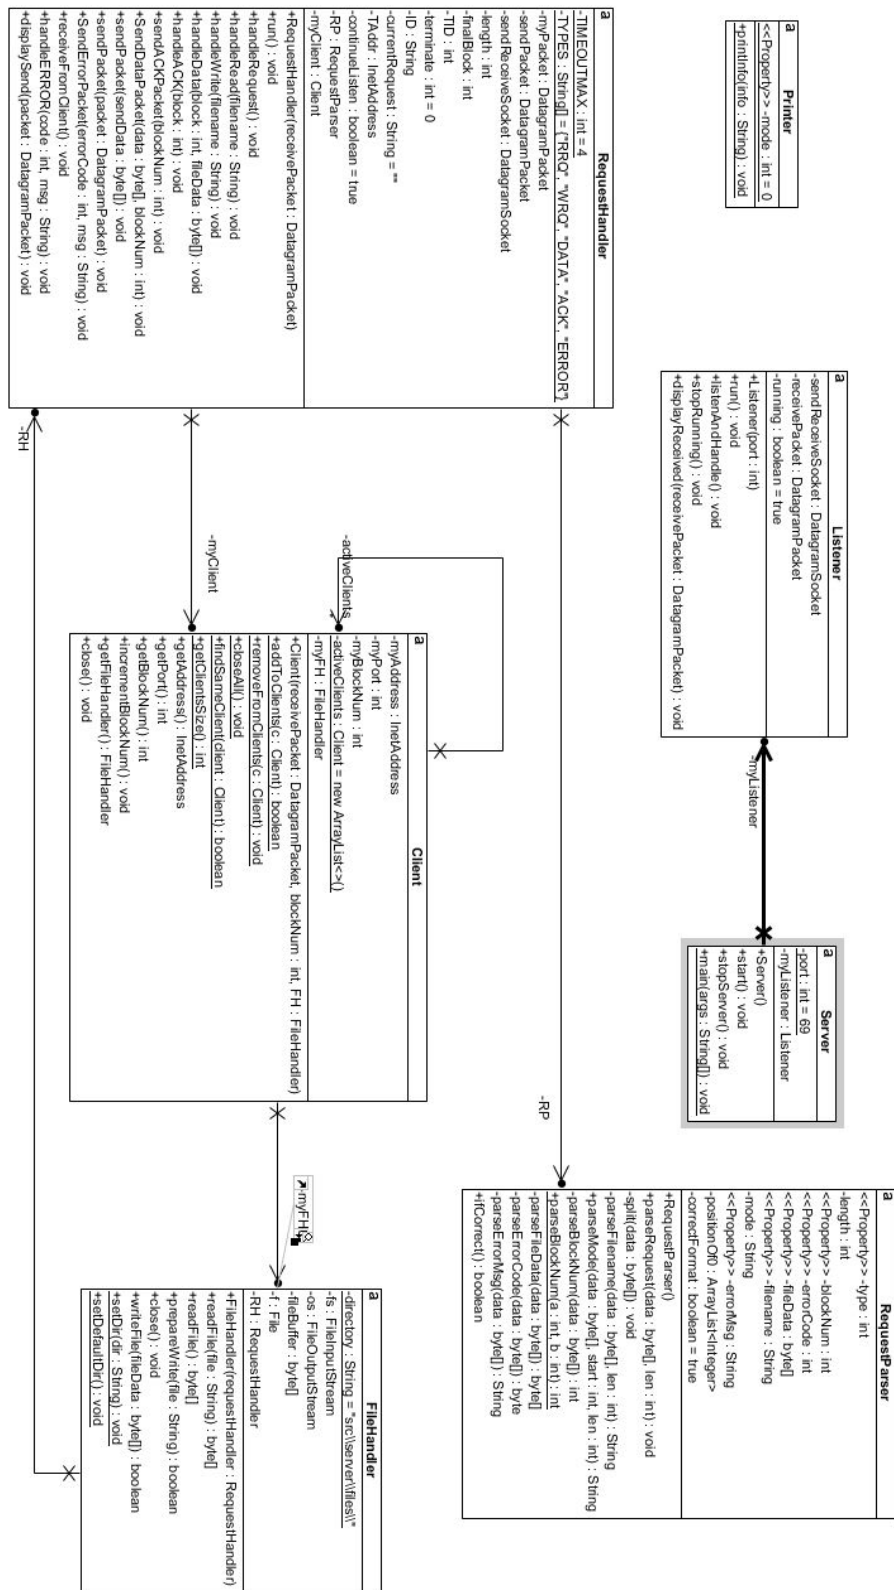 a
Printer
<<Property>> -mode : int = 0
+printInfo(info : String) : void
a
Listener
-sendReceiveSocket : DatagramSocket
-receivePacket : DatagramPacket
-running : boolean = true
+Listener(port : int)
+run() : void
+listenAndHandle() : void
+stopRunning() : void
+displayReceived(receivePacket : DatagramPacket) : void
-myListener
a
Server
-port : int = 69
-myListener : Listener
+Server()
+start() : void
+stopServer() : void
+main(args : String[]) : void
a
RequestHandler
-TIMEOUTMAX : int = 4
-TYPES : String[] = {"RRQ", "WRQ", "DATA", "ACK", "ERROR"}
-myPacket : DatagramPacket
-sendPacket : DatagramPacket
-sendReceiveSocket : DatagramSocket
-length : int
-finalBlock : int
-TID : int
-terminate : int = 0
-ID : String
-currentRequest : String = ""
-TAddr : InetAddress
-continueListen : boolean = true
-RP : RequestParser
-myClient : Client
+RequestHandler(receivePacket : DatagramPacket)
+run() : void
+handleRequest() : void
+handleRead(filename : String) : void
+handleWrite(filename : String) : void
+handleData(block : int, fileData : byte[]) : void
+handleACK(block : int) : void
+sendACKPacket(blockNum : int) : void
+SendDataPacket(data : byte[], blockNum : int) : void
+sendPacket(sendData : byte[]) : void
+sendPacket(packet : DatagramPacket) : void
+SendErrorPacket(errorCode : int, msg : String) : void
+receiveFromClient() : void
+handleERROR(code : int, msg : String) : void
+displaySend(packet : DatagramPacket) : void
-RH
-myClient
-activeClients
*
-RP
a
Client
-myAddress : InetAddress
-myPort : int
-myBlockNum : int
-activeClients : Client = new ArrayList<>()
-myFH : FileHandler
+Client(receivePacket : DatagramPacket, blockNum : int, FH : FileHandler)
+addToClients(c : Client) : boolean
+removeFromClients(c : Client) : void
+closeAll() : void
+findSameClient(client : Client) : boolean
+getClientsSize() : int
+getAddress() : InetAddress
+getPort() : int
+getBlockNum() : int
+incrementBlockNum() : void
+getFileHandler() : FileHandler
+close() : void
-myFH
a
RequestParser
<<Property>> -type : int
-length : int
<<Property>> -blockNum : int
<<Property>> -errorCode : int
<<Property>> -fileData : byte[]
<<Property>> -filename : String
-mode : String
<<Property>> -errorMsg : String
-positionOf0 : ArrayList<Integer>
-correctFormat : boolean = true
+RequestParser()
+parseRequest(data : byte[], len : int) : void
-split(data : byte[]) : void
-parseFilename(data : byte[], len : int) : String
+parseMode(data : byte[], start : int, len : int) : String
-parseBlockNum(data : byte[]) : int
+parseBlockNum(a : int, b : int) : int
-parseFileData(data : byte[]) : byte[]
-parseErrorCode(data : byte[]) : byte
-parseErrorMsg(data : byte[]) : String
+ifCorrect() : boolean
a
FileHandler
-directory : String = "src\\server\\files\\"
-fs : FileInputStream
-os : FileOutputStream
-fileBuffer : byte[]
-f : File
-RH : RequestHandler
+FileHandler(requestHandler : RequestHandler)
+readFile(file : String) : byte[]
+readFile() : byte[]
+prepareWrite(file : String) : boolean
+close() : void
+writeFile(fileData : byte[]) : boolean
+setDir(dir : String) : void
+setDefaultDir() : void